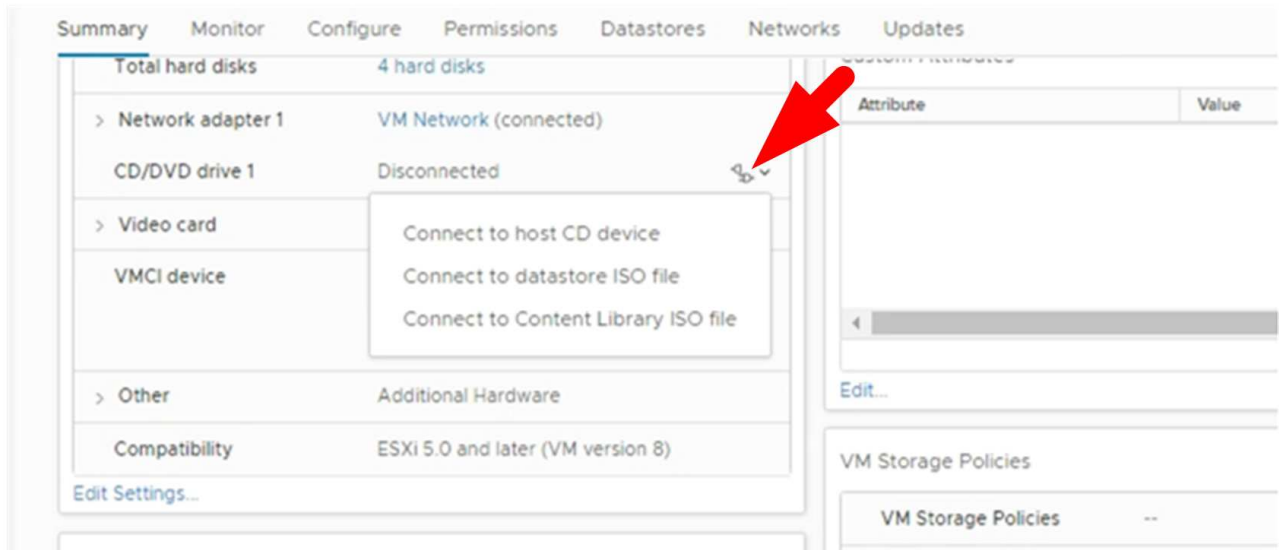 Summary Monitor Configure Permissions Datastores Networks Updates
Total hard disks 4 hard disks
Network adapter 1 VM Network (connected)
CD/DVD drive 1 Disconnected
Video card
Connect to host CD device
VMCI device
Connect to datastore ISO file
Connect to Content Library ISO file
Other Additional Hardware
Compatibility ESXi 5.0 and later (VM version 8)
Edit Settings...
Custom Attributes
Attribute Value
Edit...
VM Storage Policies
VM Storage Policies --